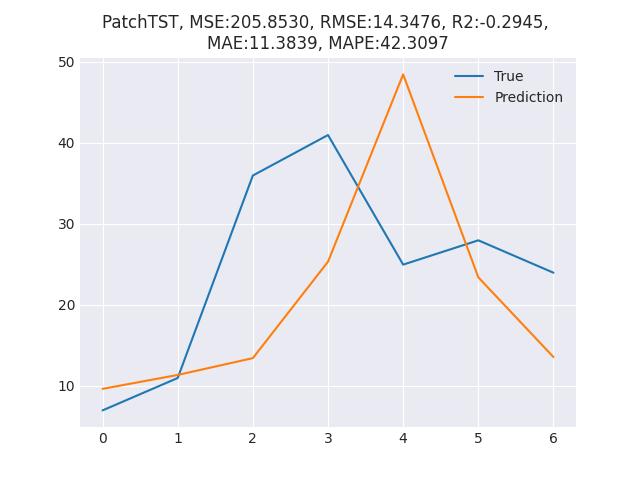 PatchTST, MSE:205.8530, RMSE:14.3476, R2:-0.2945,
MAE:11.3839, MAPE:42.3097
50
40
30
20
10
True
Prediction
0 1 2 3 4 5 6